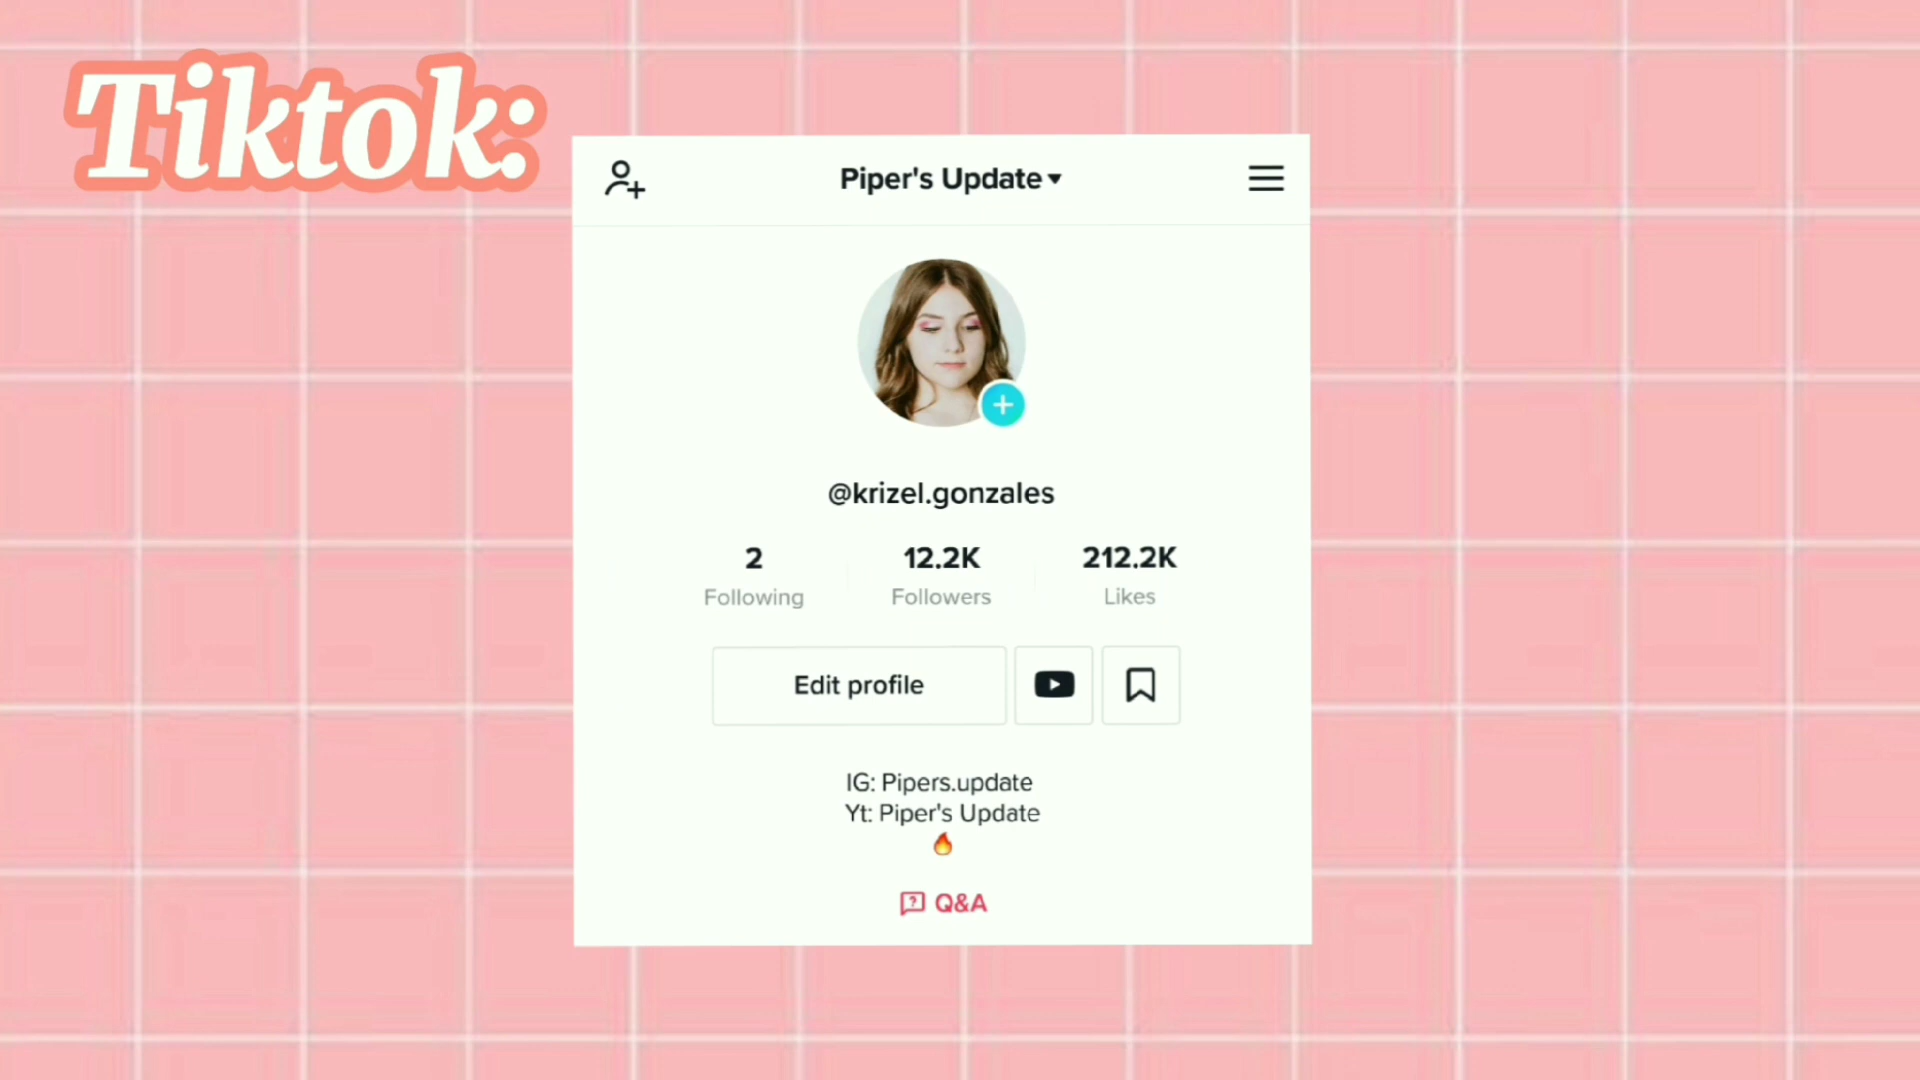 Tiktok:
Piper's Update
@krizel.gonzales
2 12.2K 212.2K
Following Followers Likes
Edit profile
IG: Pipers.update
Yt: Piper's Update
🔥
Q&A